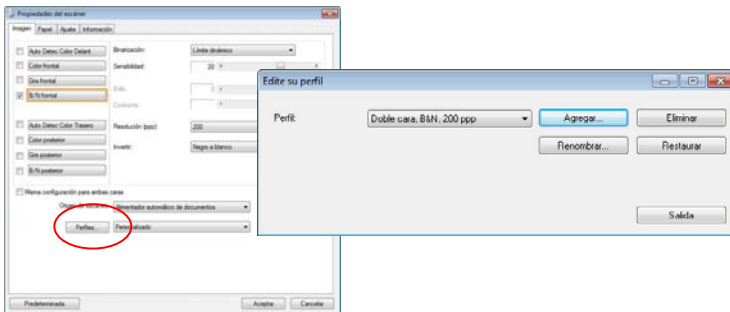 Propiedades del escáner
Imagen Papel Ajuste Información
Auto Detec Color Delant
Color frontal
Gris frontal
B/N frontal
Auto Detec Color Trasero
Color posterior
Gris posterior
B/N posterior
Binarización: Límite dinámico
Sensibilidad: 20
Brillo: 1
Contraste: 1
Resolución (ppp): 200
Invertir: Negro a blanco
Misma configuración para ambas caras
Origen de escáner: Alimentador automático de documentos
Perfiles... Personalizado
Predeterminada Aceptar Cancelar
Edite su perfil
Perfil: Doble cara, B&N, 200 ppp Agregar... Eliminar
Renombrar... Restaurar
Salida